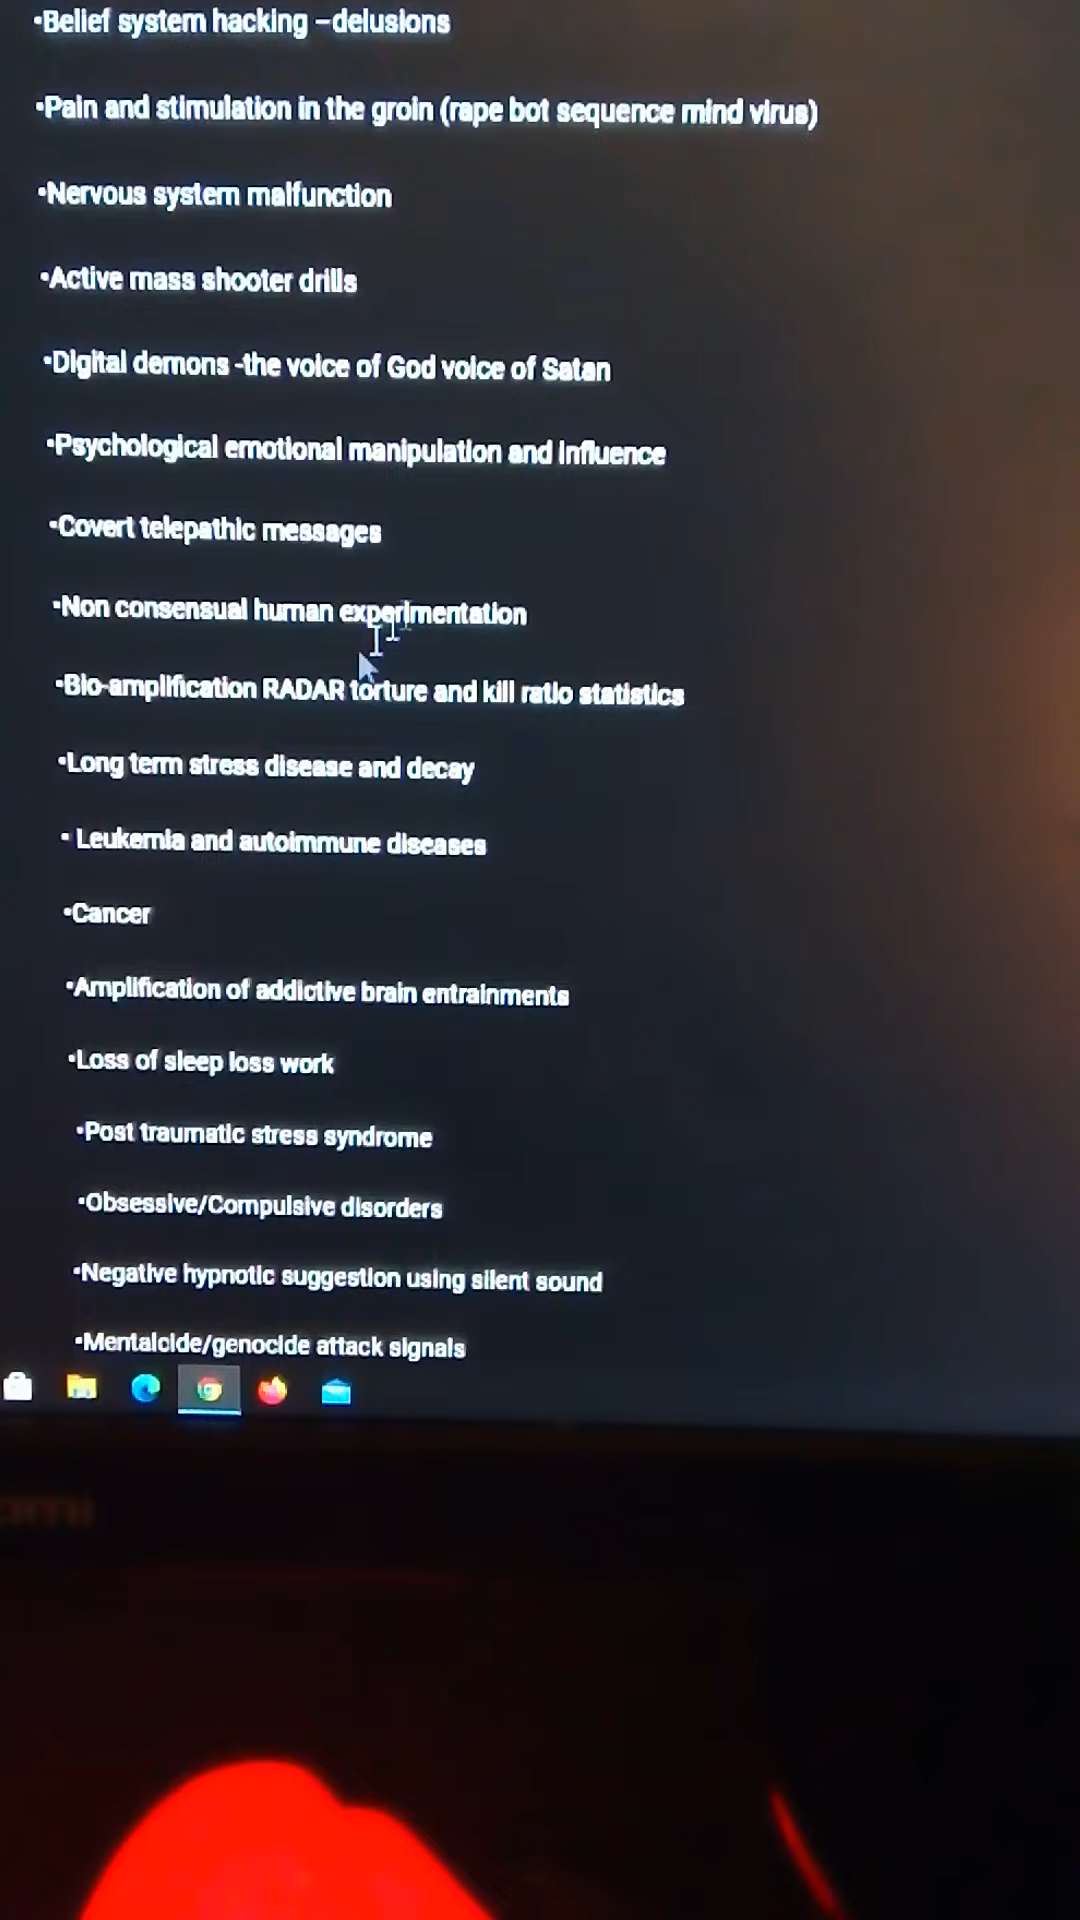 •Belief system hacking –delusions
•Pain and stimulation in the groin (rape bot sequence mind virus)
•Nervous system malfunction
•Active mass shooter drills
•Digital demons -the voice of God voice of Satan
•Psychological emotional manipulation and influence
•Covert telepathic messages
•Non consensual human experimentation
•Bio-amplification RADAR torture and kill ratio statistics
•Long term stress disease and decay
• Leukemia and autoimmune diseases
•Cancer
•Amplification of addictive brain entrainments
•Loss of sleep loss work
•Post traumatic stress syndrome
•Obsessive/Compulsive disorders
•Negative hypnotic suggestion using silent sound
•Mentalcide/genocide attack signals